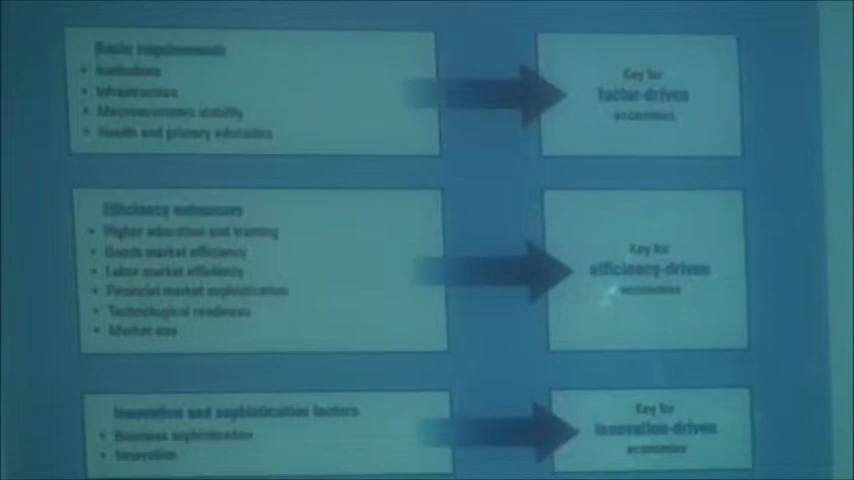 Basic requirements
• Institutions
• Infrastructure
• Macroeconomic stability
• Health and primary education
Key for
factor-driven
economies
Efficiency enhancers
• Higher education and training
• Goods market efficiency
• Labor market efficiency
• Financial market sophistication
• Technological readiness
• Market size
Key for
efficiency-driven
economies
Innovation and sophistication factors
• Business sophistication
• Innovation
Key for
innovation-driven
economies